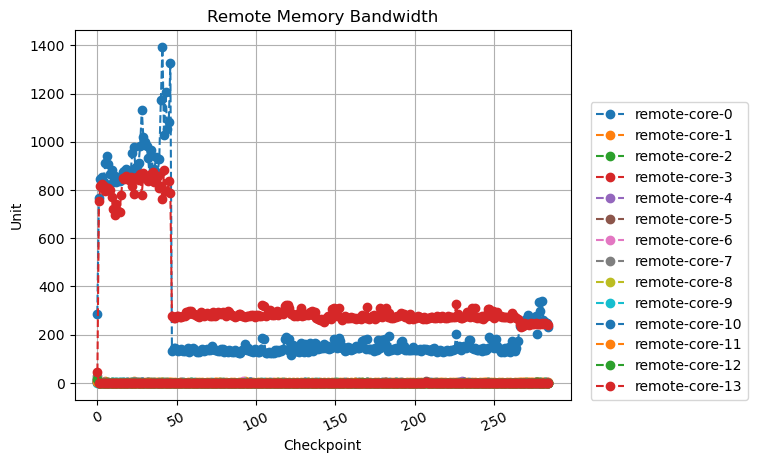 Remote Memory Bandwidth
Unit
1400
1200
1000
800
600
400
200
0
0
50
100
150
200
250
Checkpoint
remote-core-0
remote-core-1
remote-core-2
remote-core-3
remote-core-4
remote-core-5
remote-core-6
remote-core-7
remote-core-8
remote-core-9
remote-core-10
remote-core-11
remote-core-12
remote-core-13